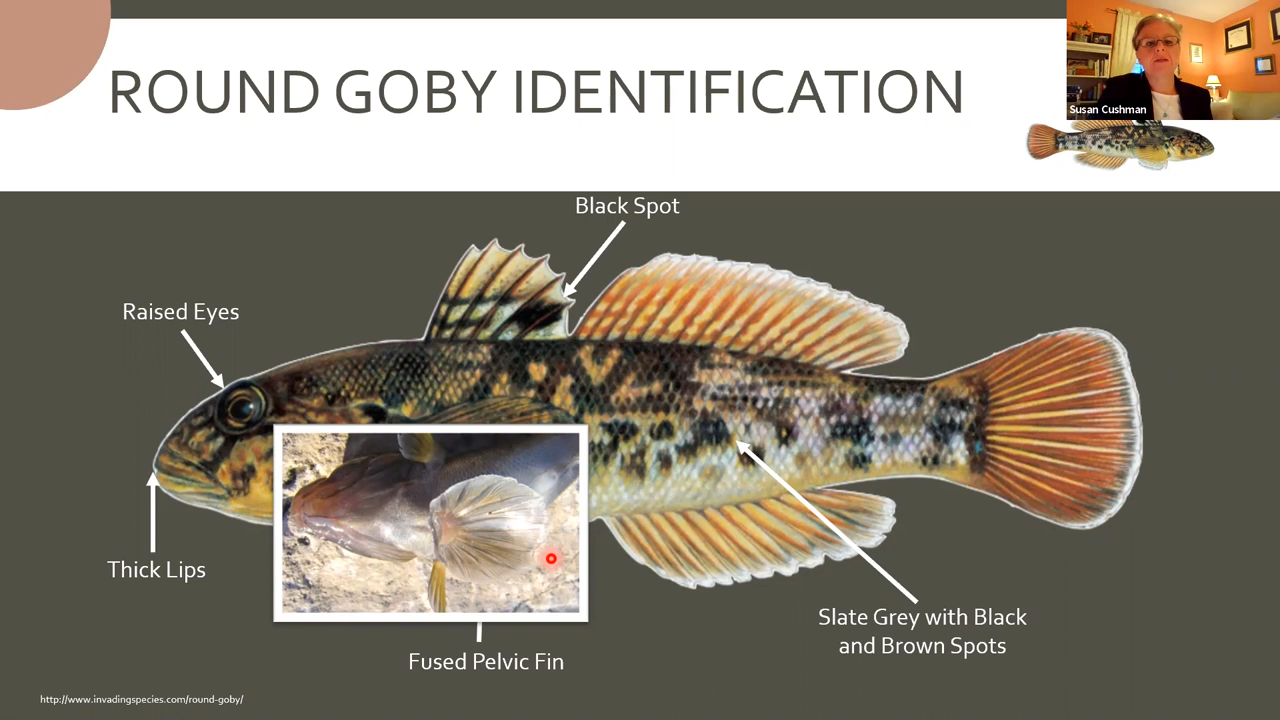 ROUND GOBY IDENTIFICATION
Susan Cushman
Black Spot
Raised Eyes
Thick Lips
Slate Grey with Black
and Brown Spots
Fused Pelvic Fin
http://www.invadingspecies.com/round-goby/